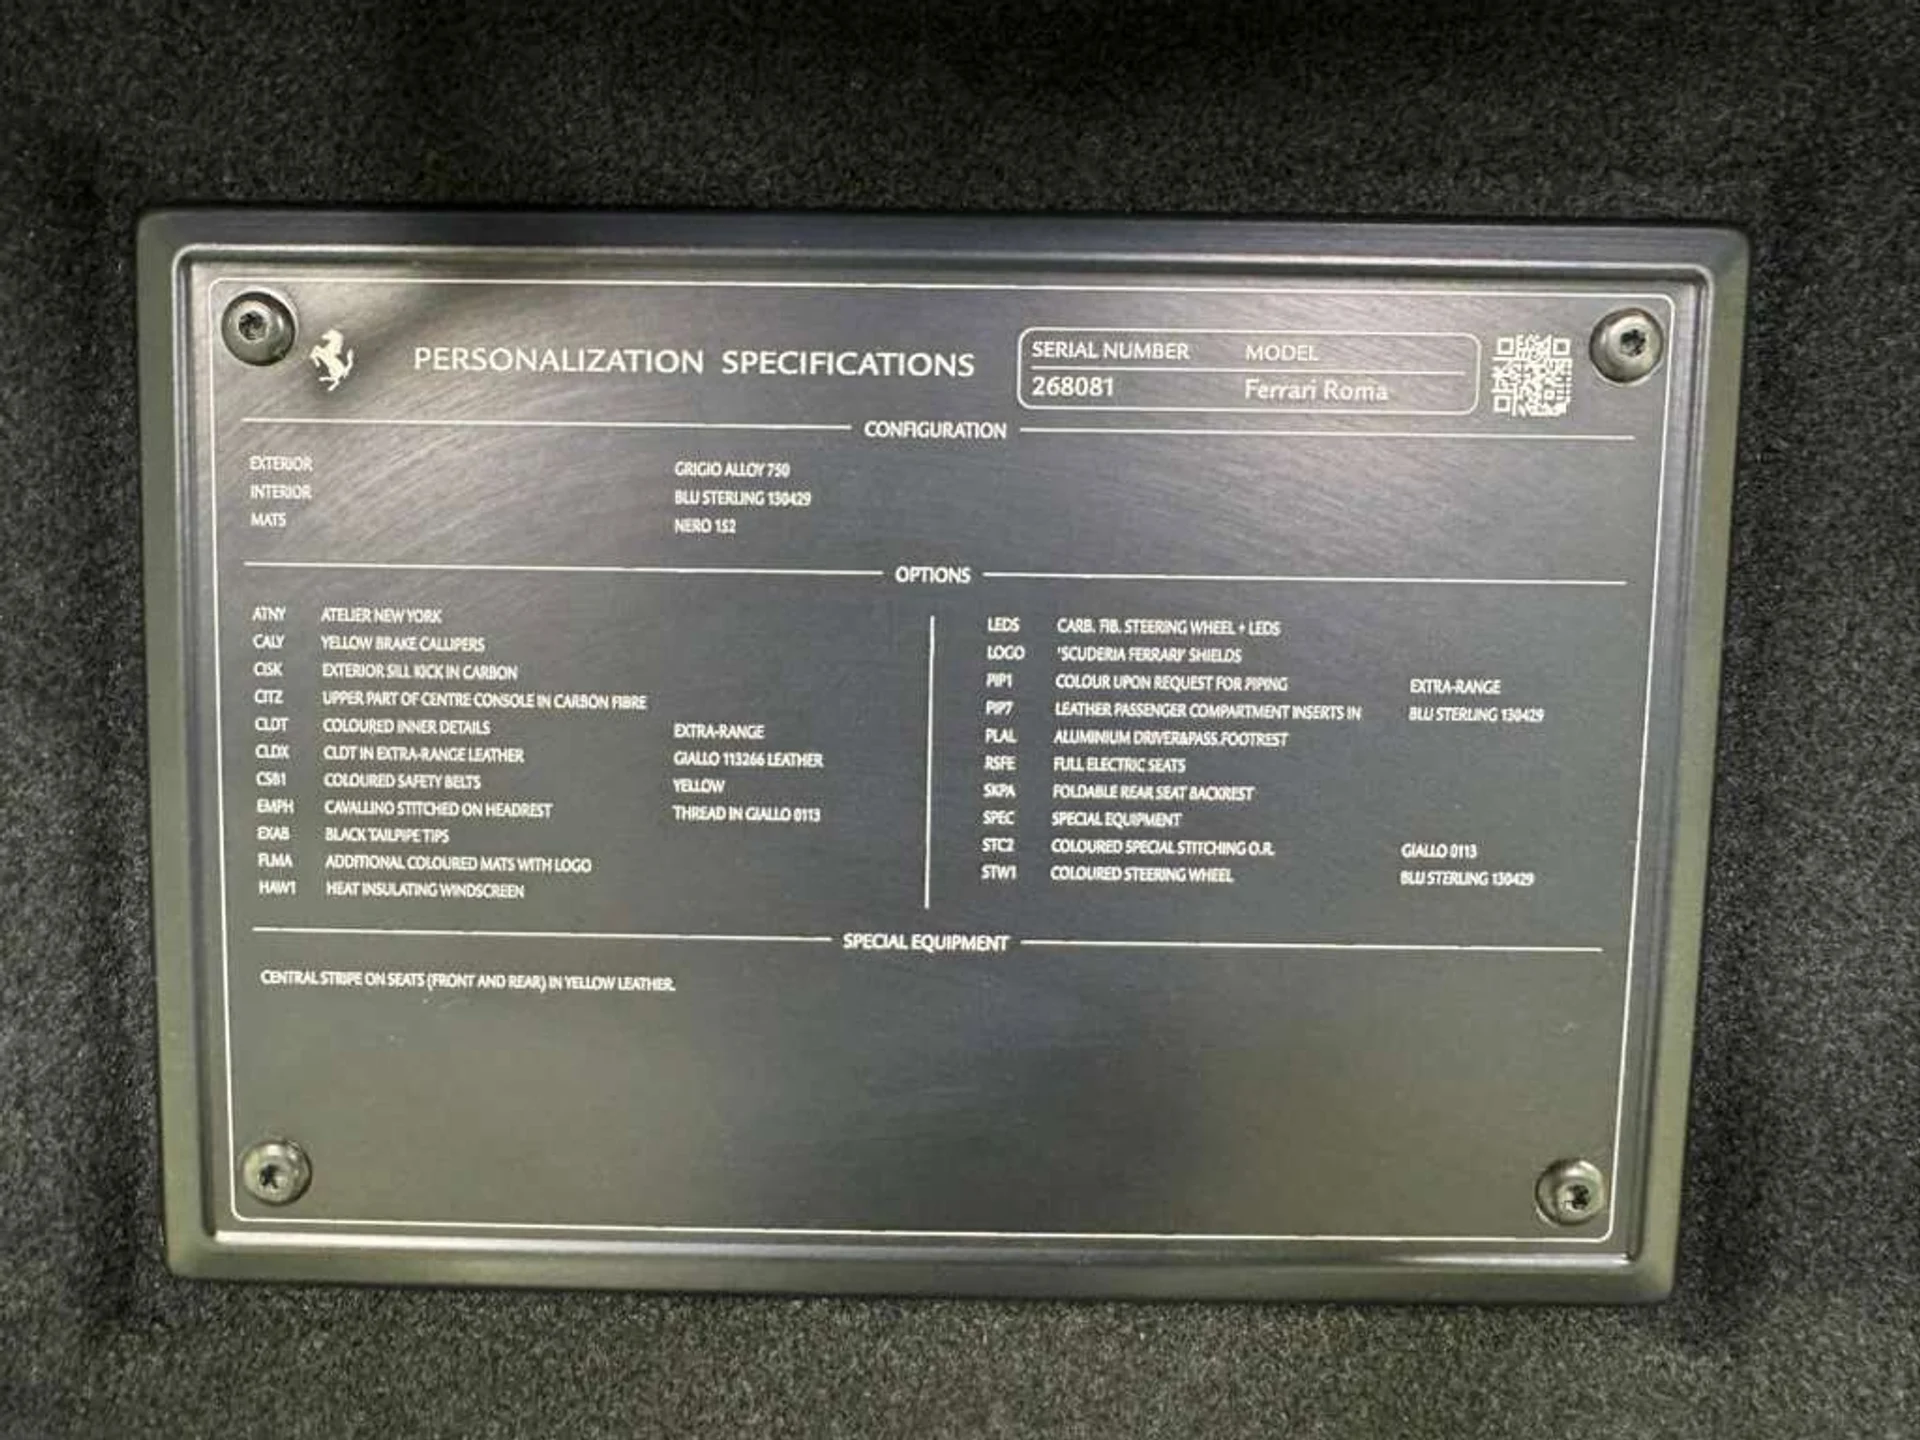 PERSONALIZATION SPECIFICATIONS
SERIAL NUMBER MODEL
268081 Ferrari Roma
CONFIGURATION
EXTERIOR GRIGIO ALLOY 750
INTERIOR BLU STERLING 130429
MATS NERO 152
OPTIONS
ATNY ATELIER NEW YORK
CALY YELLOW BRAKE CALLIPERS
CISK EXTERIOR SILL KICK IN CARBON
CITZ UPPER PART OF CENTRE CONSOLE IN CARBON FIBRE
CLDT COLOURED INNER DETAILS EXTRA-RANGE
CLDX CLDT IN EXTRA-RANGE LEATHER GIALLO 113266 LEATHER
CSB1 COLOURED SAFETY BELTS YELLOW
EMPH CAVALLINO STITCHED ON HEADREST THREAD IN GIALLO 0113
EXAB BLACK TAILPIPE TIPS
FLMA ADDITIONAL COLOURED MATS WITH LOGO
HAW1 HEAT INSULATING WINDSCREEN
LEDS CARB. FIB. STEERING WHEEL + LEDS
LOGO 'SCUDERIA FERRARI' SHIELDS
PIP1 COLOUR UPON REQUEST FOR PIPING EXTRA-RANGE
PIP7 LEATHER PASSENGER COMPARTMENT INSERTS IN BLU STERLING 130429
PLAL ALUMINIUM DRIVER&PASS.FOOTREST
RSFE FULL ELECTRIC SEATS
SKPA FOLDABLE REAR SEAT BACKREST
SPEC SPECIAL EQUIPMENT
STC2 COLOURED SPECIAL STITCHING O.R. GIALLO 0113
STW1 COLOURED STEERING WHEEL BLU STERLING 130429
SPECIAL EQUIPMENT
CENTRAL STRIPE ON SEATS (FRONT AND REAR) IN YELLOW LEATHER.